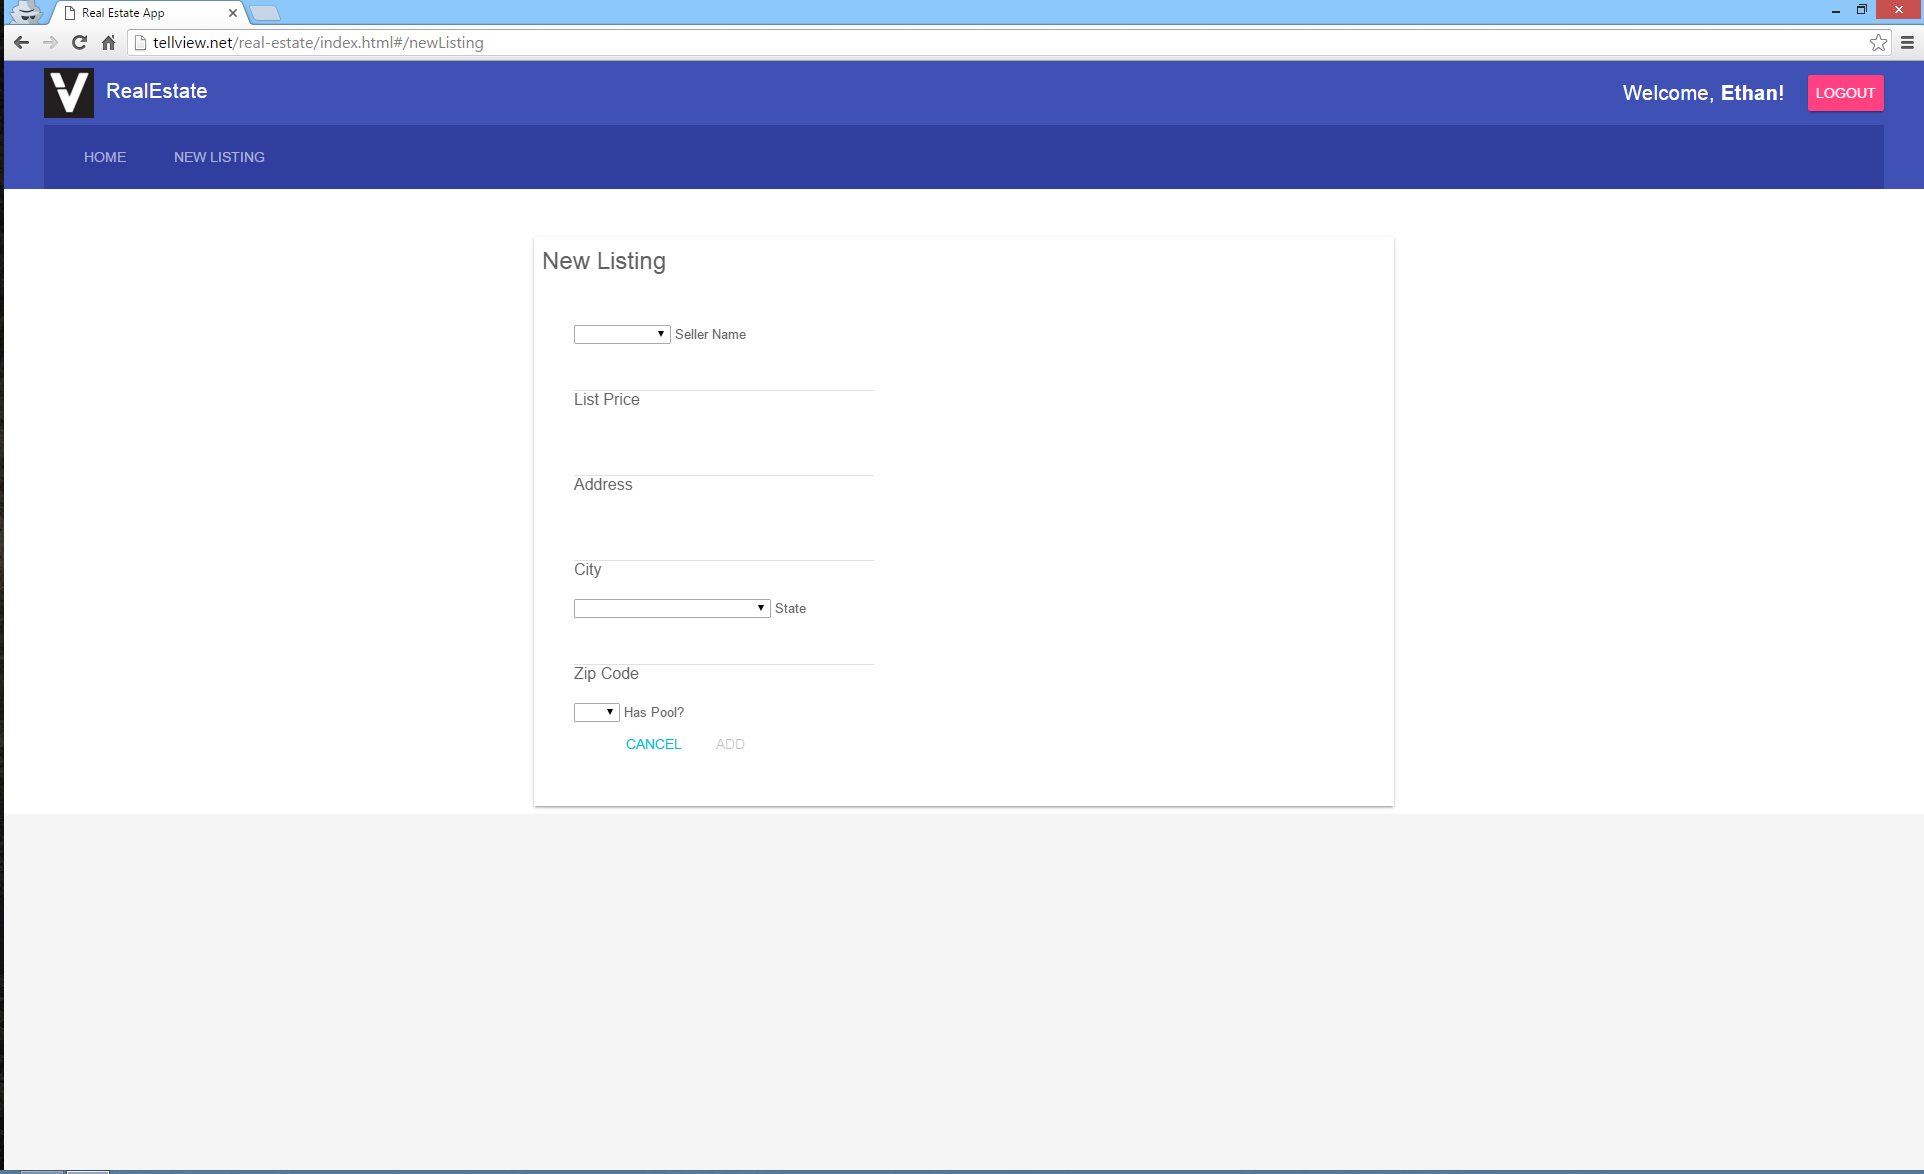 Real Estate App
tellview.net/real-estate/index.html#/newListing
RealEstate
Welcome, Ethan!
LOGOUT
HOME
NEW LISTING
New Listing
Seller Name
List Price
Address
City
State
Zip Code
Has Pool?
CANCEL
ADD